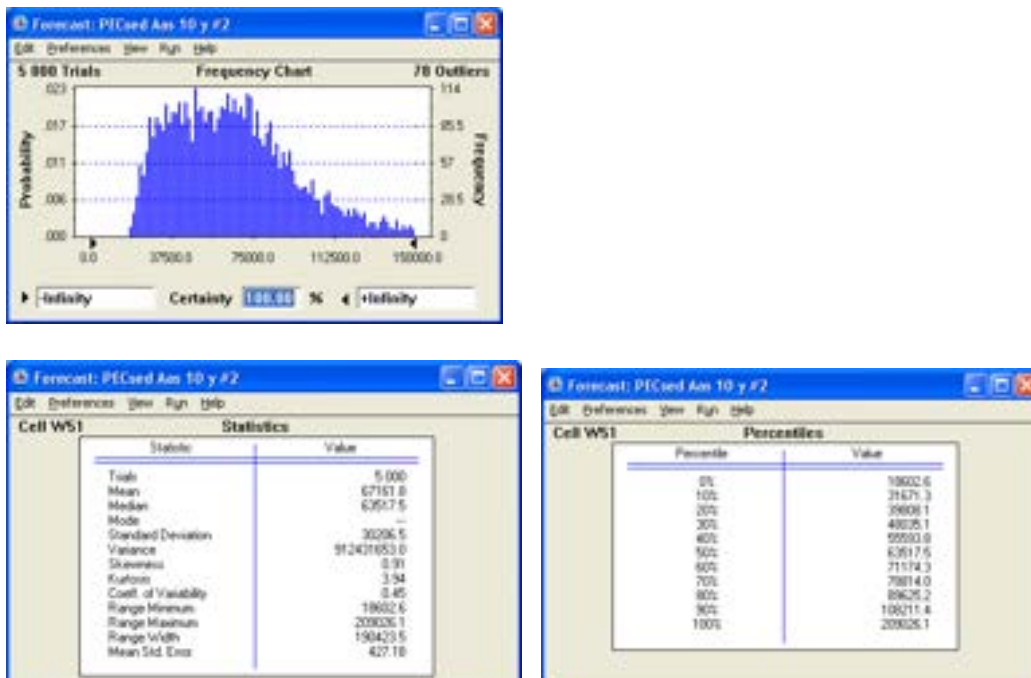 Forecast: PECsed Aas 10 y #2
Edit Preferences View Run Help
5 000 Trials Frequency Chart 78 Outliers
.023 114
.017 85.5
.011 57
.006 28.5
.000 0
Probability
Frequency
0.0 37500.0 75000.0 112500.0 150000.0
-Infinity Certainty 100.00 % +Infinity
Forecast: PECsed Aas 10 y #2
Edit Preferences View Run Help
Cell W51 Statistics
Statistic Value
Trials 5 000
Mean 67161.8
Median 63517.5
Mode ---
Standard Deviation 30206.5
Variance 912431653.0
Skewness 0.91
Kurtosis 3.94
Coeff. of Variability 0.45
Range Minimum 18602.6
Range Maximum 209026.1
Range Width 190423.5
Mean Std. Error 427.18
Forecast: PECsed Aas 10 y #2
Edit Preferences View Run Help
Cell W51 Percentiles
Percentile Value
0% 18602.6
10% 31671.3
20% 39808.1
30% 48035.1
40% 55593.8
50% 63517.5
60% 71174.3
70% 78814.0
80% 89625.2
90% 108211.4
100% 209026.1